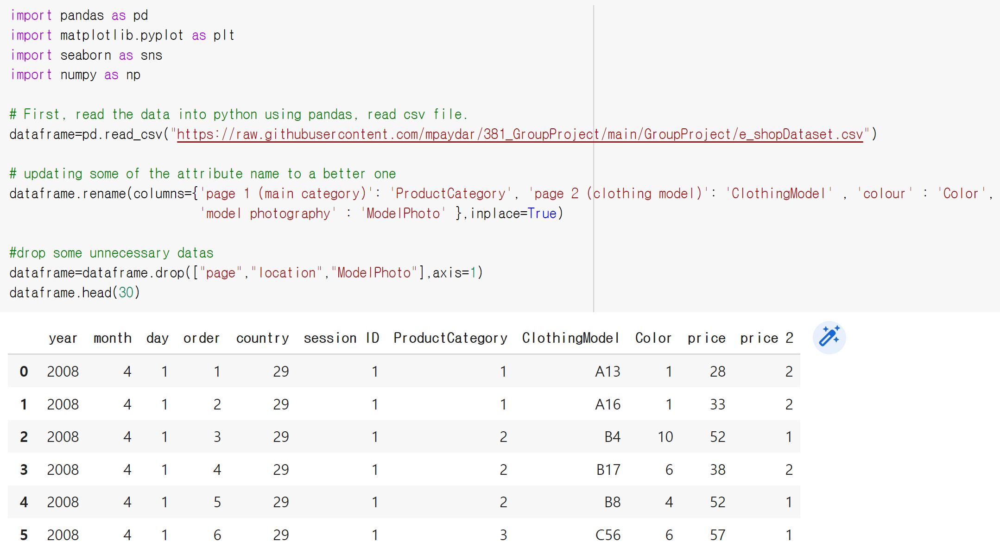 import pandas as pd
import matplotlib.pyplot as plt
import seaborn as sns
import numpy as np
# First, read the data into python using pandas, read csv file.
dataframe=pd.read_csv("https://raw.githubusercontent.com/mpaydar/381_GroupProject/main/GroupProject/e_shopDataset.csv")
# updating some of the attribute name to a better one
dataframe.rename(columns={'page 1 (main category)': 'ProductCategory', 'page 2 (clothing model)': 'ClothingModel' , 'colour' : 'Color',
'model photography' : 'ModelPhoto' },inplace=True)
#drop some unnecessary datas
dataframe=dataframe.drop(["page","location","ModelPhoto"],axis=1)
dataframe.head(30)
year month day order country session ID ProductCategory ClothingModel Color price price 2
0 2008 4 1 1 29 1 1 A13 1 28 2
1 2008 4 1 2 29 1 1 A16 1 33 2
2 2008 4 1 3 29 1 2 B4 10 52 1
3 2008 4 1 4 29 1 2 B17 6 38 2
4 2008 4 1 5 29 1 2 B8 4 52 1
5 2008 4 1 6 29 1 3 C56 6 57 1